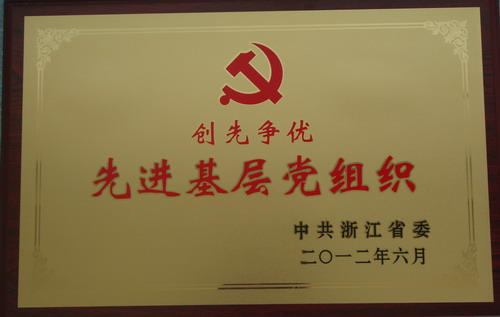 创先争优
先进基层党组织
中共浙江省委
二〇一二年六月